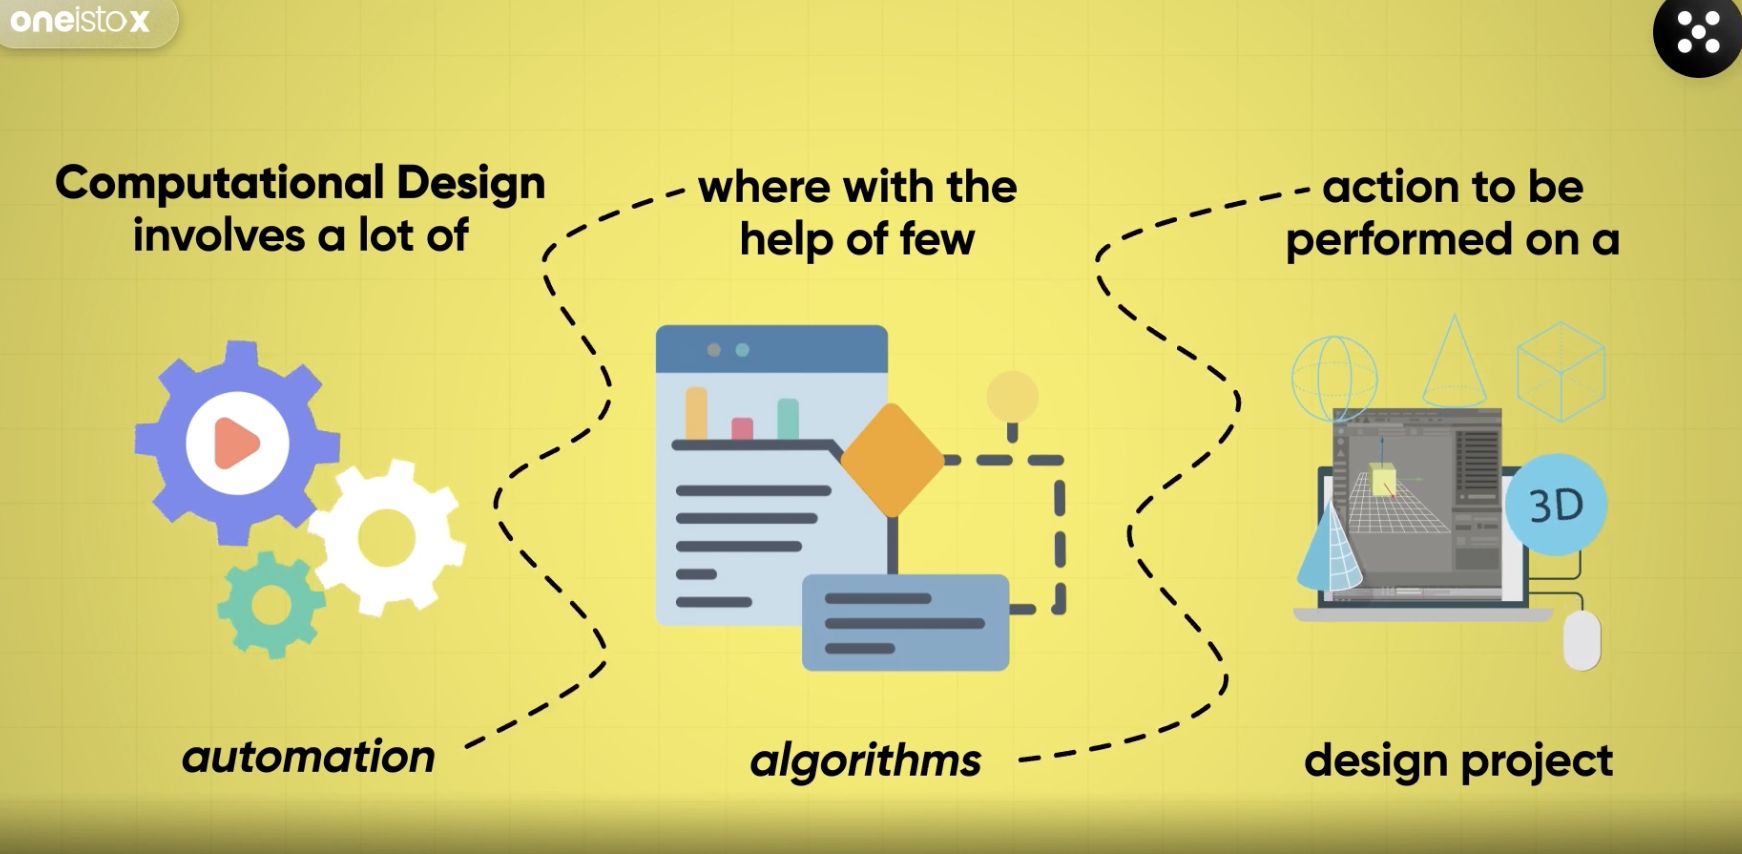 oneistox
Computational Design
involves a lot of
automation
where with the
help of few
algorithms
action to be
performed on a
3D
design project